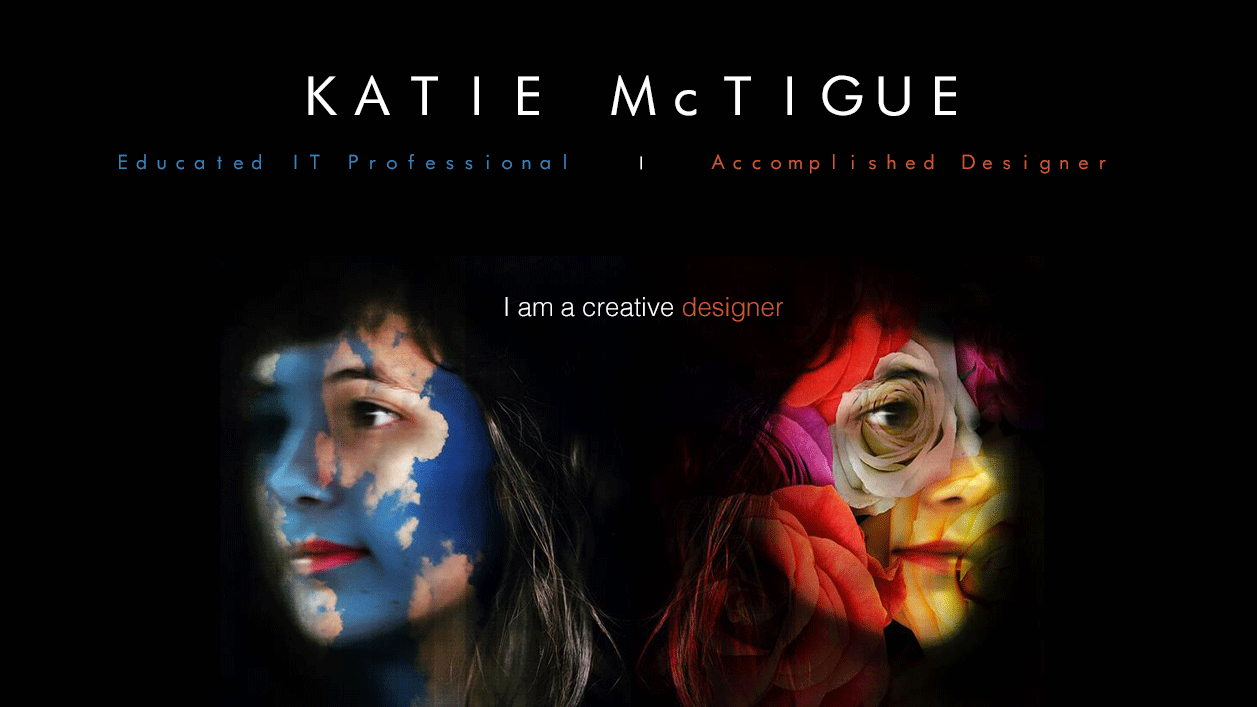 KATIE McTIGUE
Educated IT Professional | Accomplished Designer
I am a creative designer